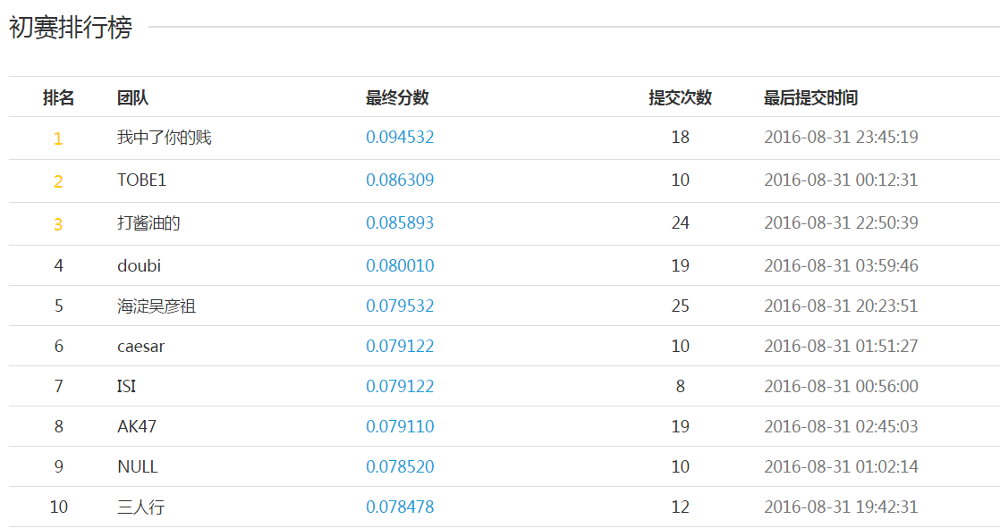 初赛排行榜
排名 团队 最终分数 提交次数 最后提交时间
1 我中了你的贱 0.094532 18 2016-08-31 23:45:19
2 TOBE1 0.086309 10 2016-08-31 00:12:31
3 打酱油的 0.085893 24 2016-08-31 22:50:39
4 doubi 0.080010 19 2016-08-31 03:59:46
5 海淀吴彦祖 0.079532 25 2016-08-31 20:23:51
6 caesar 0.079122 10 2016-08-31 01:51:27
7 ISI 0.079122 8 2016-08-31 00:56:00
8 AK47 0.079110 19 2016-08-31 02:45:03
9 NULL 0.078520 10 2016-08-31 01:02:14
10 三人行 0.078478 12 2016-08-31 19:42:31